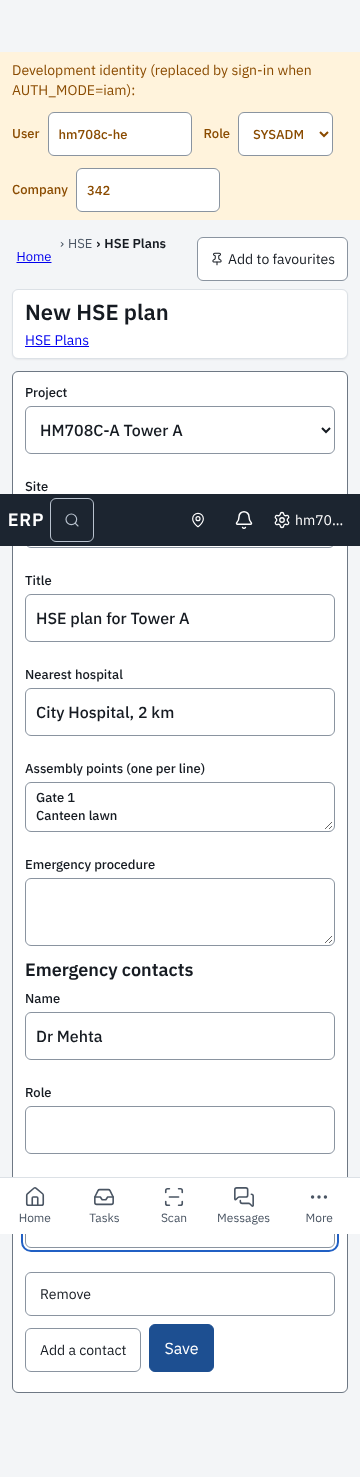 Development identity (replaced by sign-in when
AUTH_MODE=iam):
User hm708c-he Role SYSADM
Company 342
Home › HSE › HSE Plans
Add to favourites
New HSE plan
HSE Plans
Project
HM708C-A Tower A
Site
ERP hm70...
Title
HSE plan for Tower A
Nearest hospital
City Hospital, 2 km
Assembly points (one per line)
Gate 1
Canteen lawn
Emergency procedure
Emergency contacts
Name
Dr Mehta
Role
Home Tasks Scan Messages More
Remove
Add a contact Save